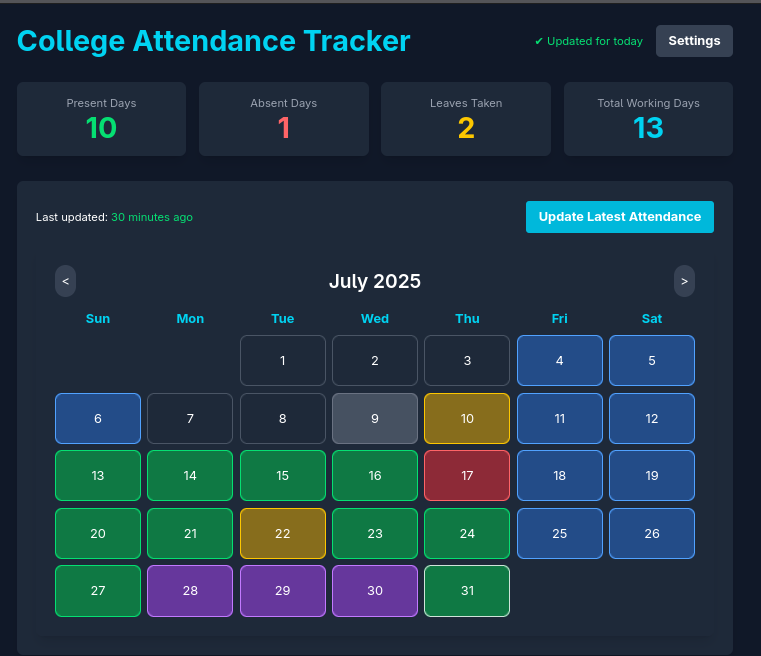 College Attendance Tracker
✔ Updated for today
Settings
Present Days
Absent Days
Leaves Taken
Total Working Days
10
1
2
13
Last updated: 30 minutes ago
Update Latest Attendance
<
July 2025
>
Sun Mon Tue Wed Thu Fri Sat
1 2 3 4 5
6 7 8 9 10 11 12
13 14 15 16 17 18 19
20 21 22 23 24 25 26
27 28 29 30 31